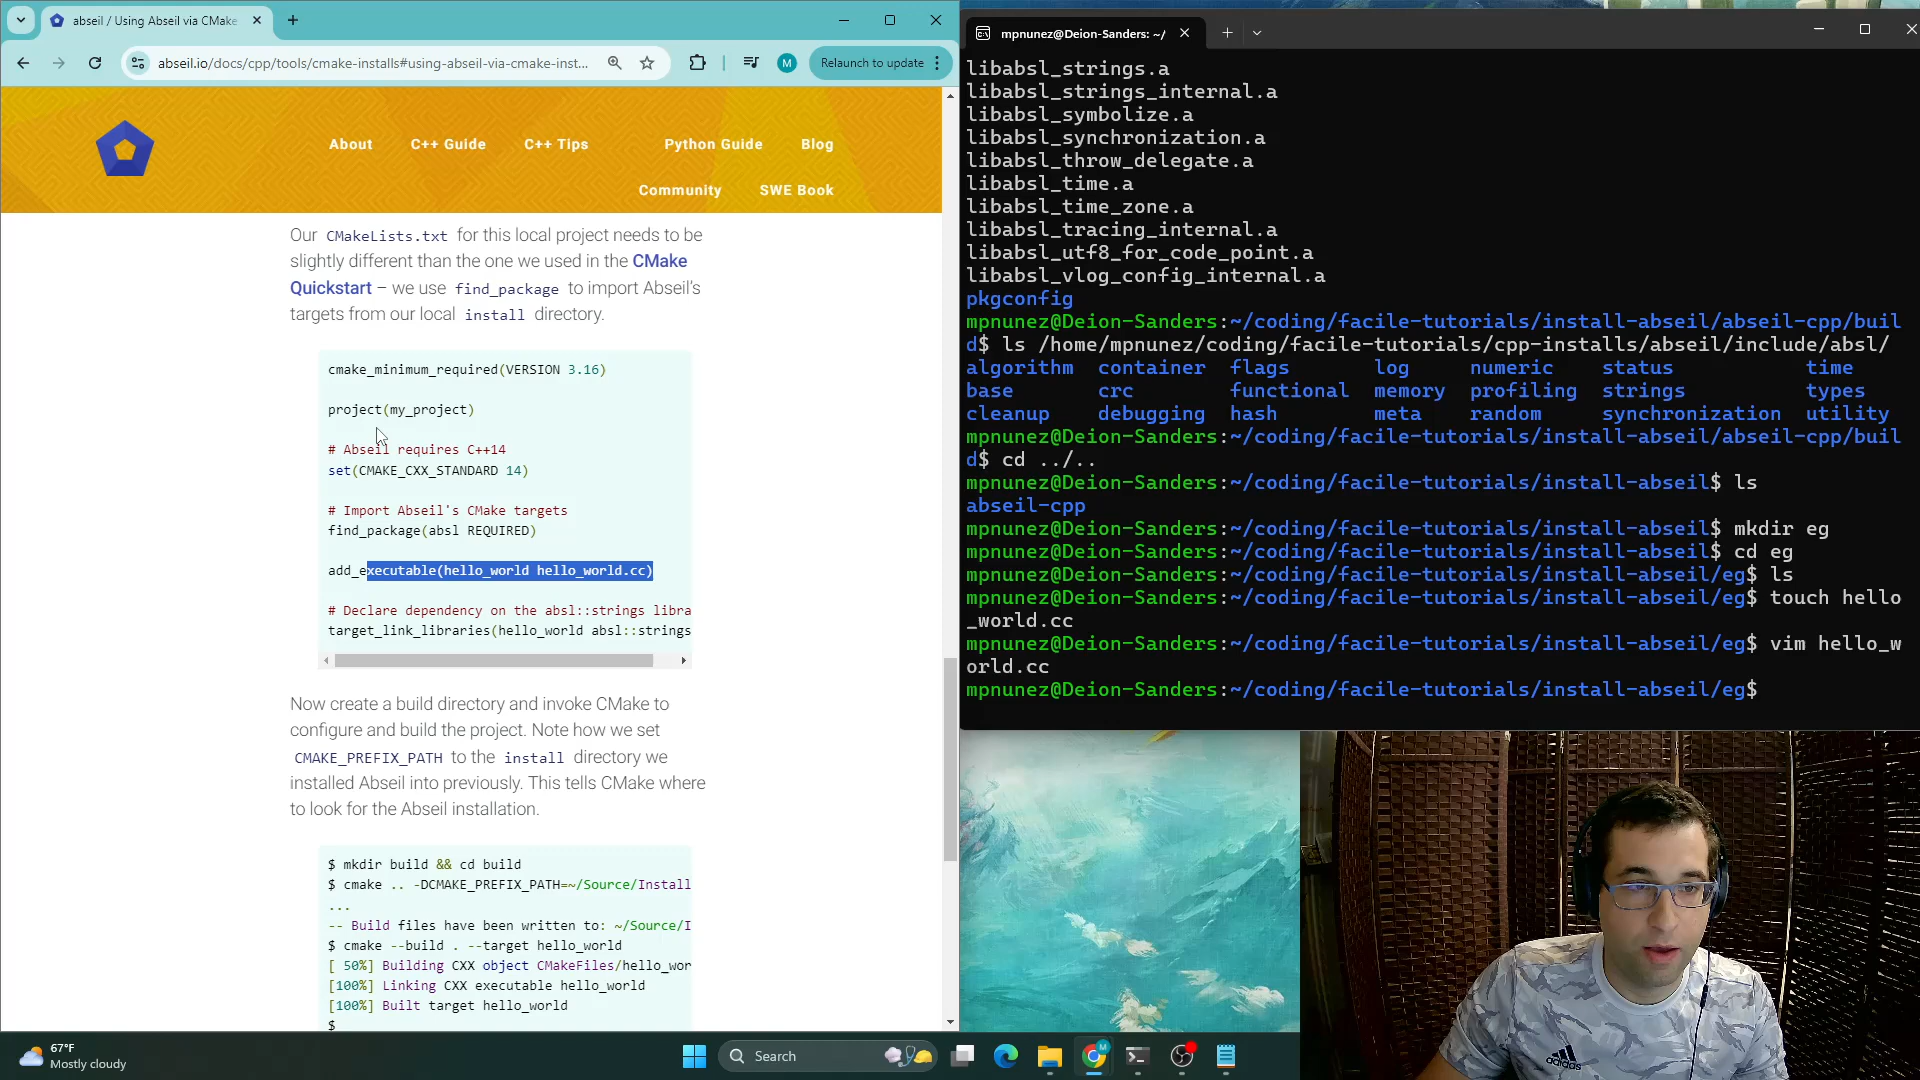 abseil / Using Abseil via CMake
abseil.io/docs/cpp/tools/cmake-installs#using-abseil-via-cmake-inst...
M
Relaunch to update
About
C++ Guide
C++ Tips
Python Guide
Blog
Community
SWE Book
Our CMakeLists.txt for this local project needs to be
slightly different than the one we used in the CMake
Quickstart – we use find_package to import Abseil's
targets from our local install directory.
cmake_minimum_required(VERSION 3.16)
project(my_project)
# Abseil requires C++14
set(CMAKE_CXX_STANDARD 14)
# Import Abseil's CMake targets
find_package(absl REQUIRED)
add_executable(hello_world hello_world.cc)
# Declare dependency on the absl::strings libra
target_link_libraries(hello_world absl::strings
Now create a build directory and invoke CMake to
configure and build the project. Note how we set
CMAKE_PREFIX_PATH to the install directory we
installed Abseil into previously. This tells CMake where
to look for the Abseil installation.
$ mkdir build && cd build
$ cmake .. -DCMAKE_PREFIX_PATH=~/Source/Install
...
-- Build files have been written to: ~/Source/I
$ cmake --build . --target hello_world
[ 50%] Building CXX object CMakeFiles/hello_wor
[100%] Linking CXX executable hello_world
[100%] Built target hello_world
$
mpnunez@Deion-Sanders: ~/
libabsl_strings.a
libabsl_strings_internal.a
libabsl_symbolize.a
libabsl_synchronization.a
libabsl_throw_delegate.a
libabsl_time.a
libabsl_time_zone.a
libabsl_tracing_internal.a
libabsl_utf8_for_code_point.a
libabsl_vlog_config_internal.a
pkgconfig
mpnunez@Deion-Sanders:~/coding/facile-tutorials/install-abseil/abseil-cpp/buil
d$ ls /home/mpnunez/coding/facile-tutorials/cpp-installs/abseil/include/absl/
algorithm container flags log numeric status time
base crc functional memory profiling strings types
cleanup debugging hash meta random synchronization utility
mpnunez@Deion-Sanders:~/coding/facile-tutorials/install-abseil/abseil-cpp/buil
d$ cd ../..
mpnunez@Deion-Sanders:~/coding/facile-tutorials/install-abseil$ ls
abseil-cpp
mpnunez@Deion-Sanders:~/coding/facile-tutorials/install-abseil$ mkdir eg
mpnunez@Deion-Sanders:~/coding/facile-tutorials/install-abseil$ cd eg
mpnunez@Deion-Sanders:~/coding/facile-tutorials/install-abseil/eg$ ls
mpnunez@Deion-Sanders:~/coding/facile-tutorials/install-abseil/eg$ touch hello
_world.cc
mpnunez@Deion-Sanders:~/coding/facile-tutorials/install-abseil/eg$ vim hello_w
orld.cc
mpnunez@Deion-Sanders:~/coding/facile-tutorials/install-abseil/eg$
adidas
67°F
Mostly cloudy
Search
M